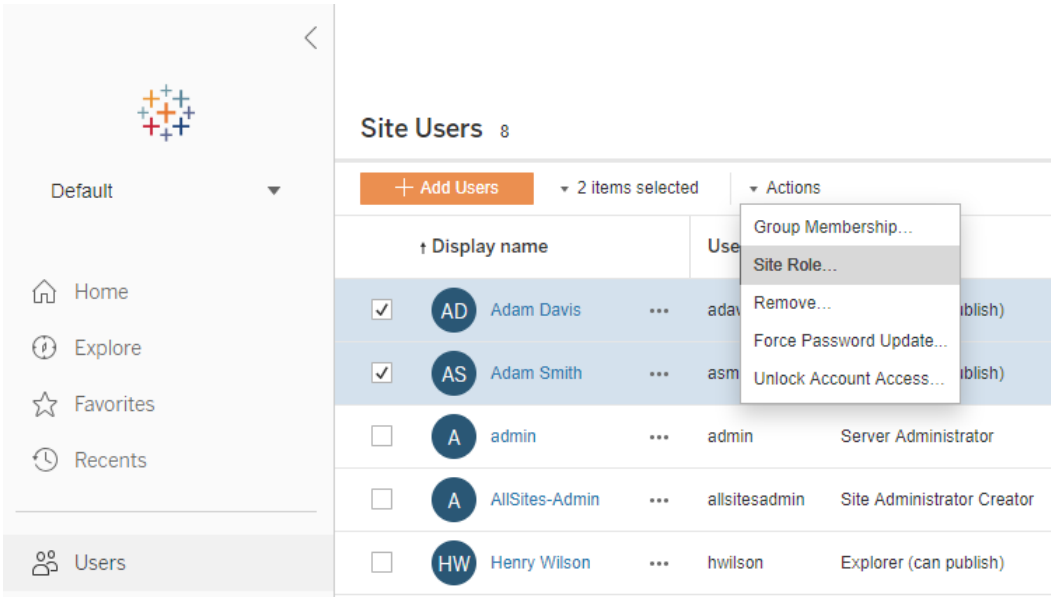 Site Users 8
Default
Add Users 2 items selected Actions
Group Membership...
Display name
Site Role...
Home
Remove...
AD Adam Davis
Explore
Force Password Update...
AS Adam Smith
Unlock Account Access...
Favorites
A admin admin Server Administrator
Recents
A AllSites-Admin allsitesadmin Site Administrator Creator
Users
HW Henry Wilson hwilson Explorer (can publish)